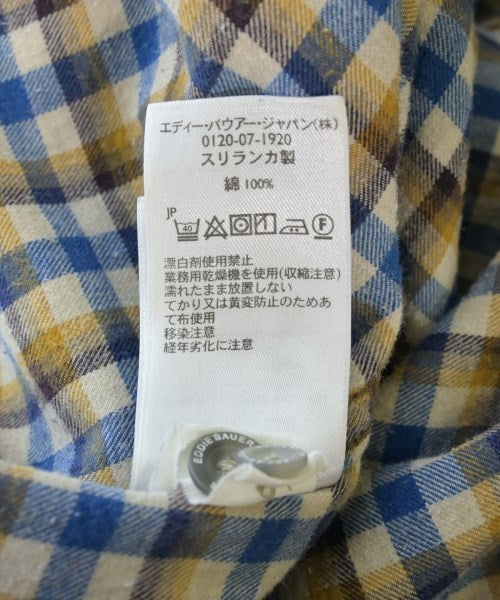 エディー・バウアー・ジャパン(株)
0120-07-1920
スリランカ製
綿 100%
JP
40
F
漂白剤使用禁止
業務用乾燥機を使用(収縮注意)
濡れたまま放置しない
てかり又は黄変防止のためあ
て布使用
移染注意
経年劣化に注意
EDDIE BAUER